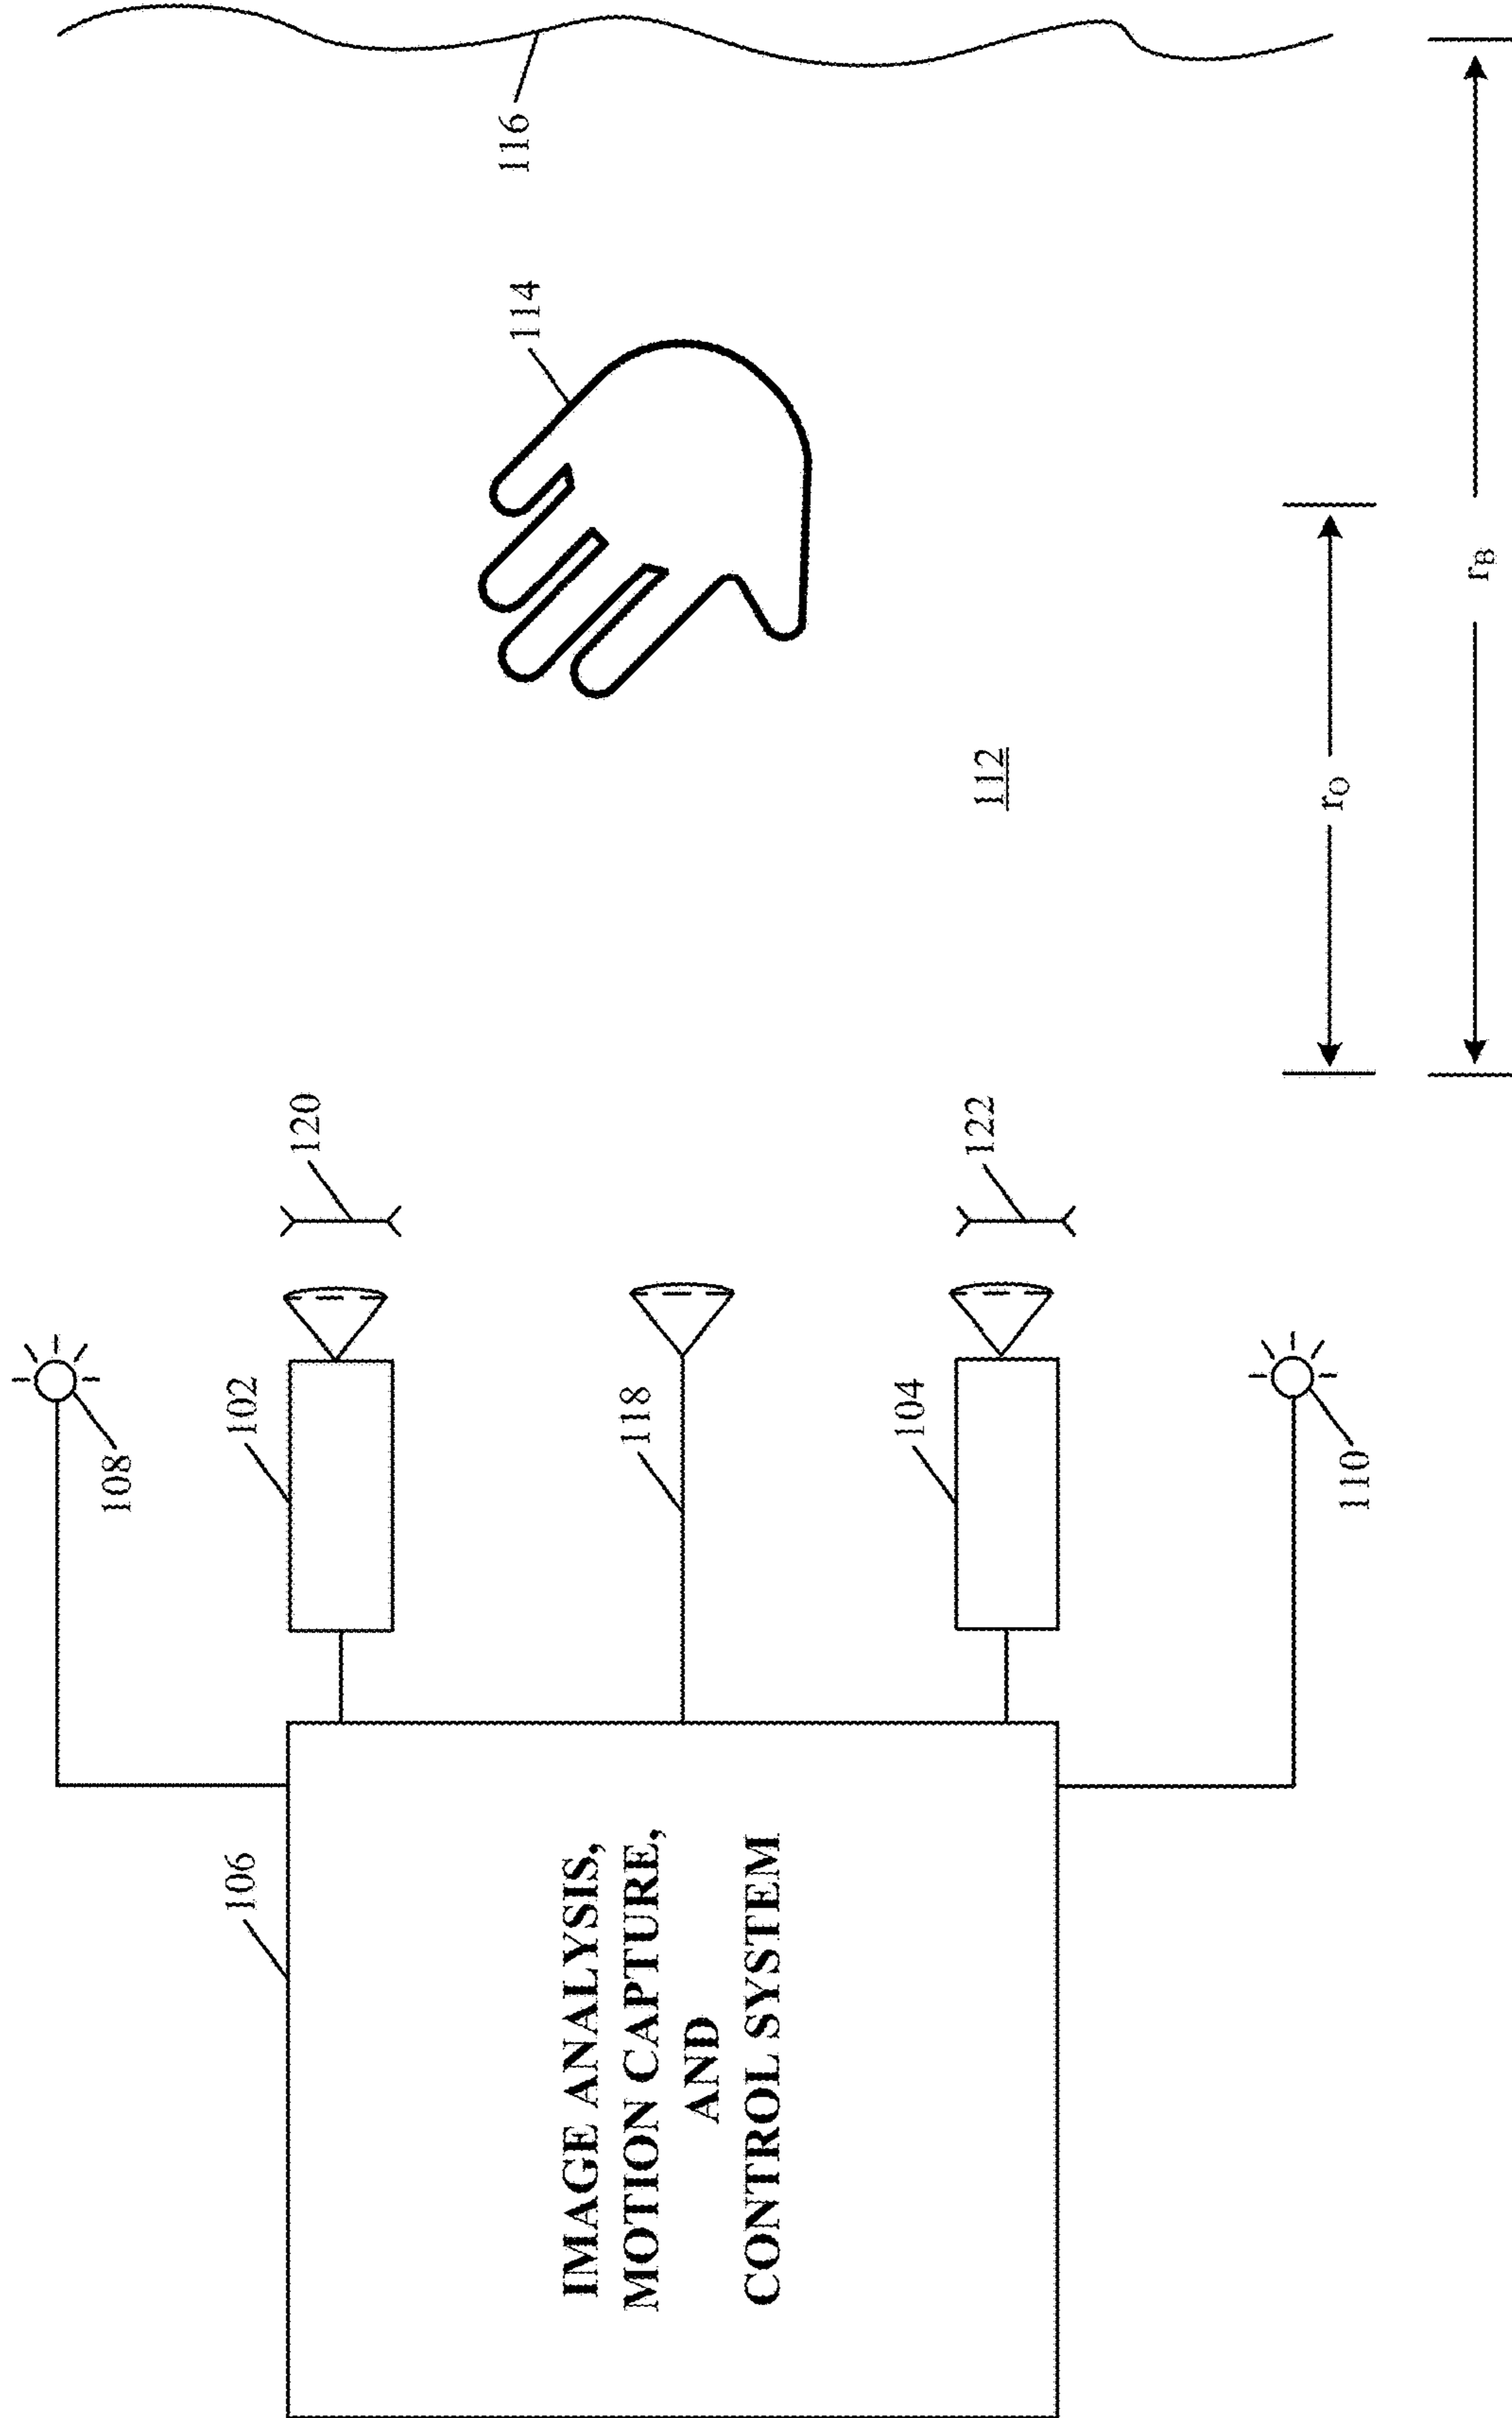 108
102
120
118
104
122
110
106
IMAGE ANALYSIS,
MOTION CAPTURE,
AND
CONTROL SYSTEM
114
116
112
rO
rB